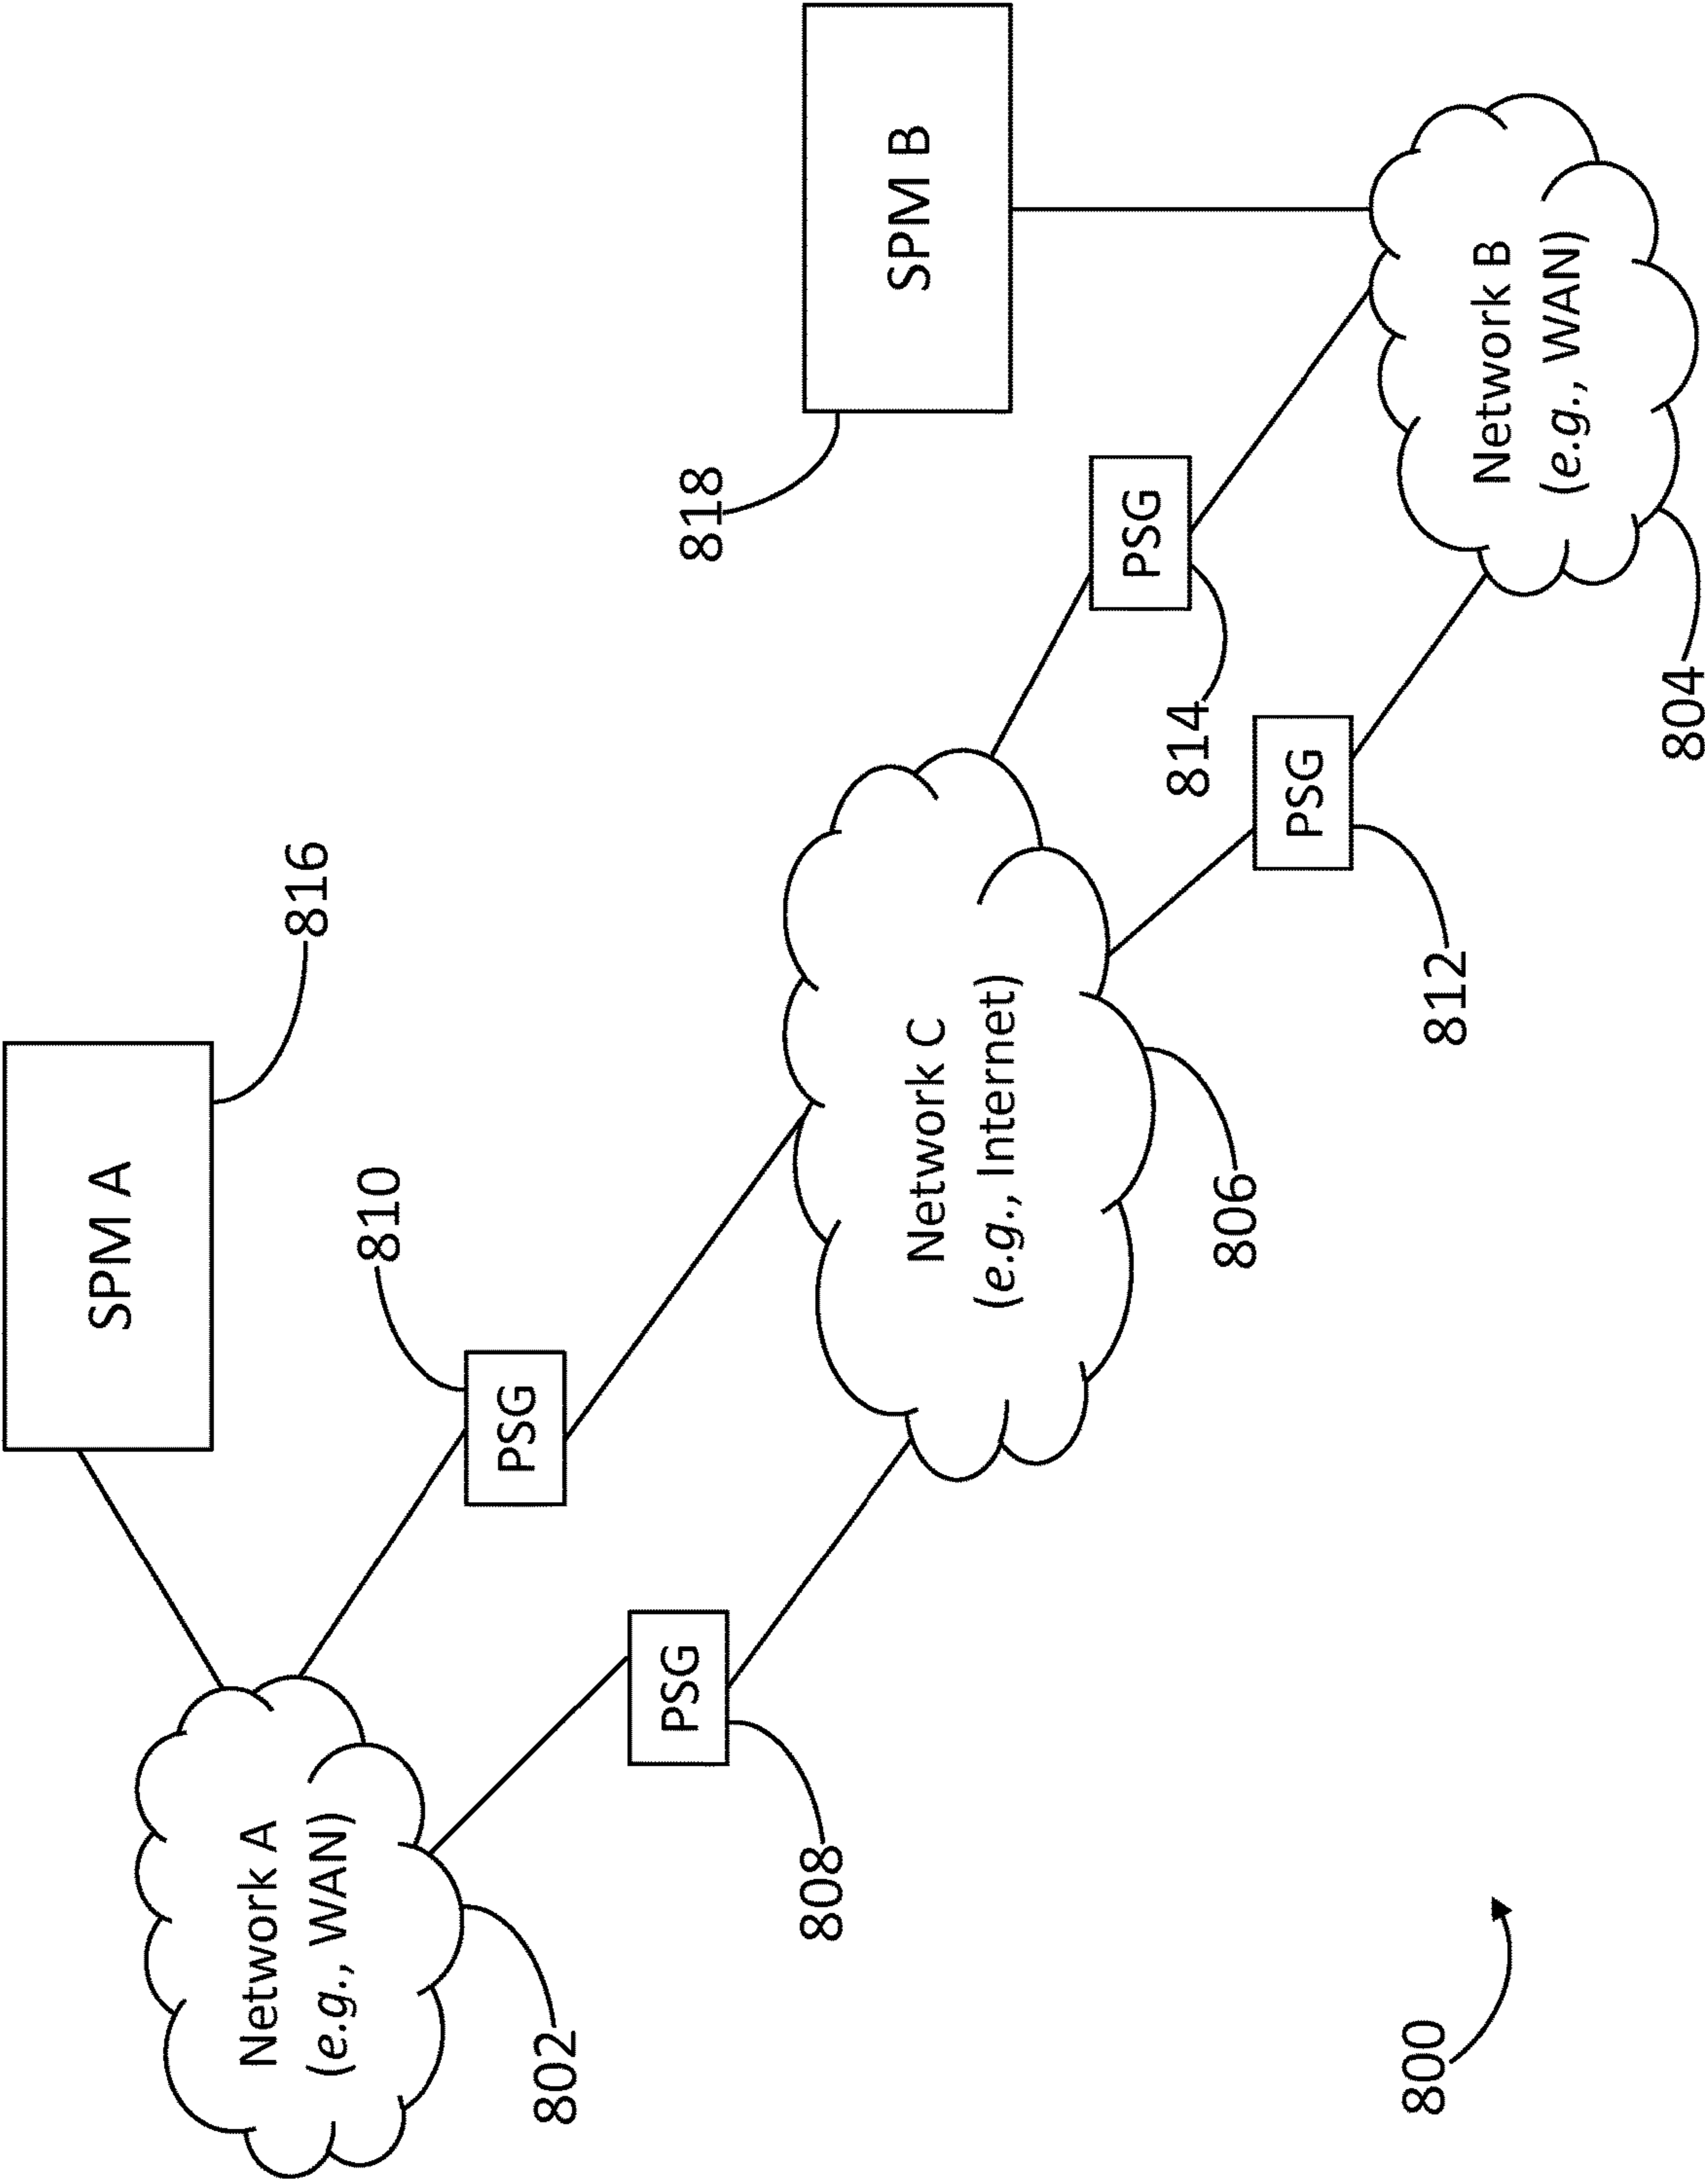 SPM A
816
Network A
(e.g., WAN)
802
810
PSG
PSG
808
SPM B
818
Network C
(e.g., Internet)
806
PSG
814
PSG
812
Network B
(e.g., WAN)
804
800